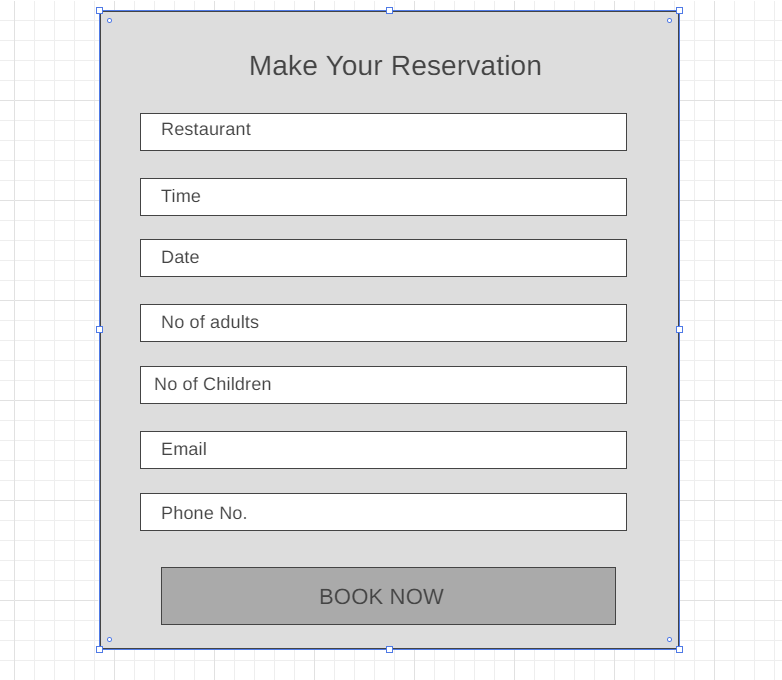 Make Your Reservation
Restaurant
Time
Date
No of adults
No of Children
Email
Phone No.
BOOK NOW